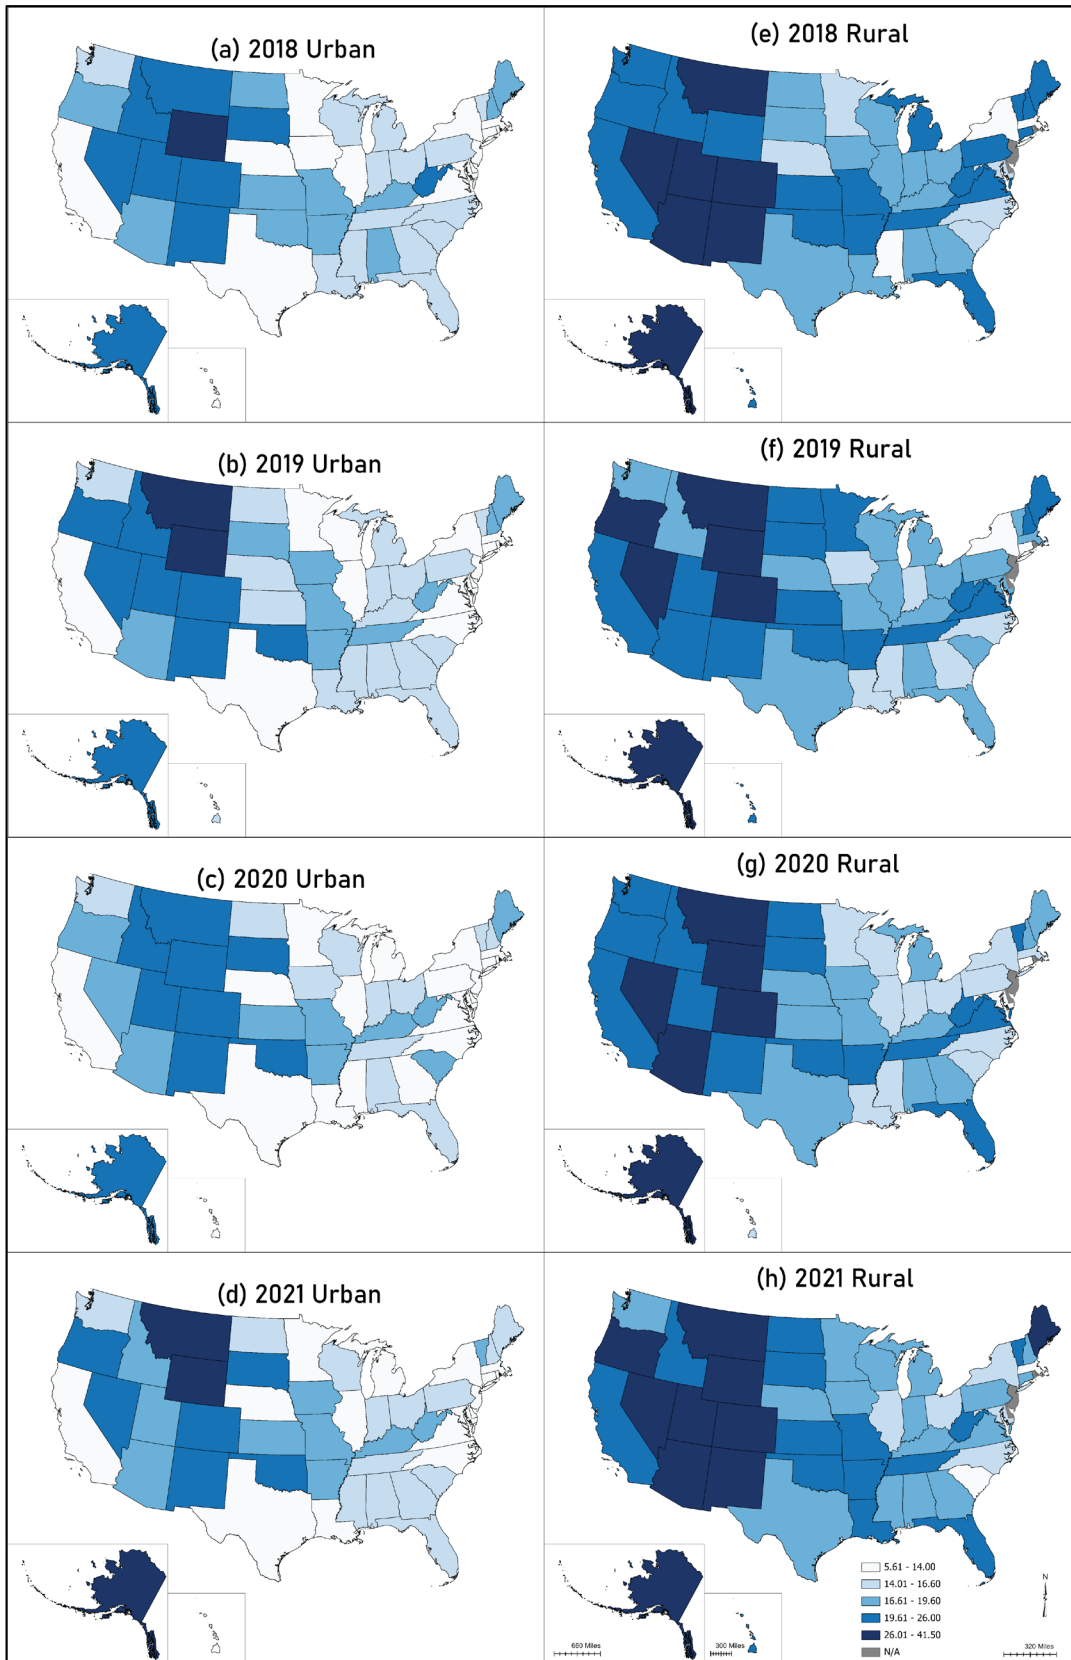 (a) 2018 Urban
(e) 2018 Rural
(b) 2019 Urban
(f) 2019 Rural
(c) 2020 Urban
(g) 2020 Rural
(d) 2021 Urban
(h) 2021 Rural
5.61 - 14.00
14.01 - 16.60
16.61 - 19.60
19.61 - 26.00
26.01 - 41.50
N/A
N
660 Miles
300 Miles
320 Miles